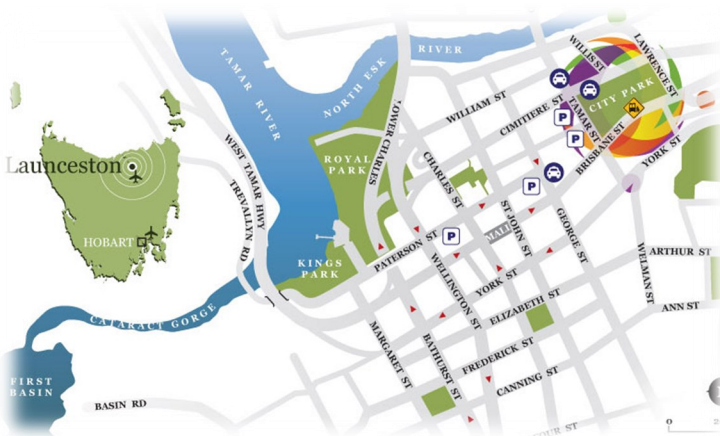 RIVER
TAMAR RIVER
NORTH ESK
WILLIS ST
LAWRENCE ST
CITY PARK
WILLIAM ST
CIMITIERE ST
TAMAR ST
BRISBANE ST
YORK ST
P
P
P
P
LOWER CHARLES
ROYAL
PARK
CHARLES ST
WEST TAMAR HWY
TREVALLYN RD
Launceston
HOBART
KINGS
PARK
PATERSON ST
MALL
ST JOHN ST
GEORGE ST
WELLINGTON ST
YORK ST
ELIZABETH ST
WELMAN ST
ARTHUR ST
ANN ST
CATARACT GORGE
MARGARET ST
BATHURST ST
FREDERICK ST
CANNING ST
FIRST
BASIN
BASIN RD
0